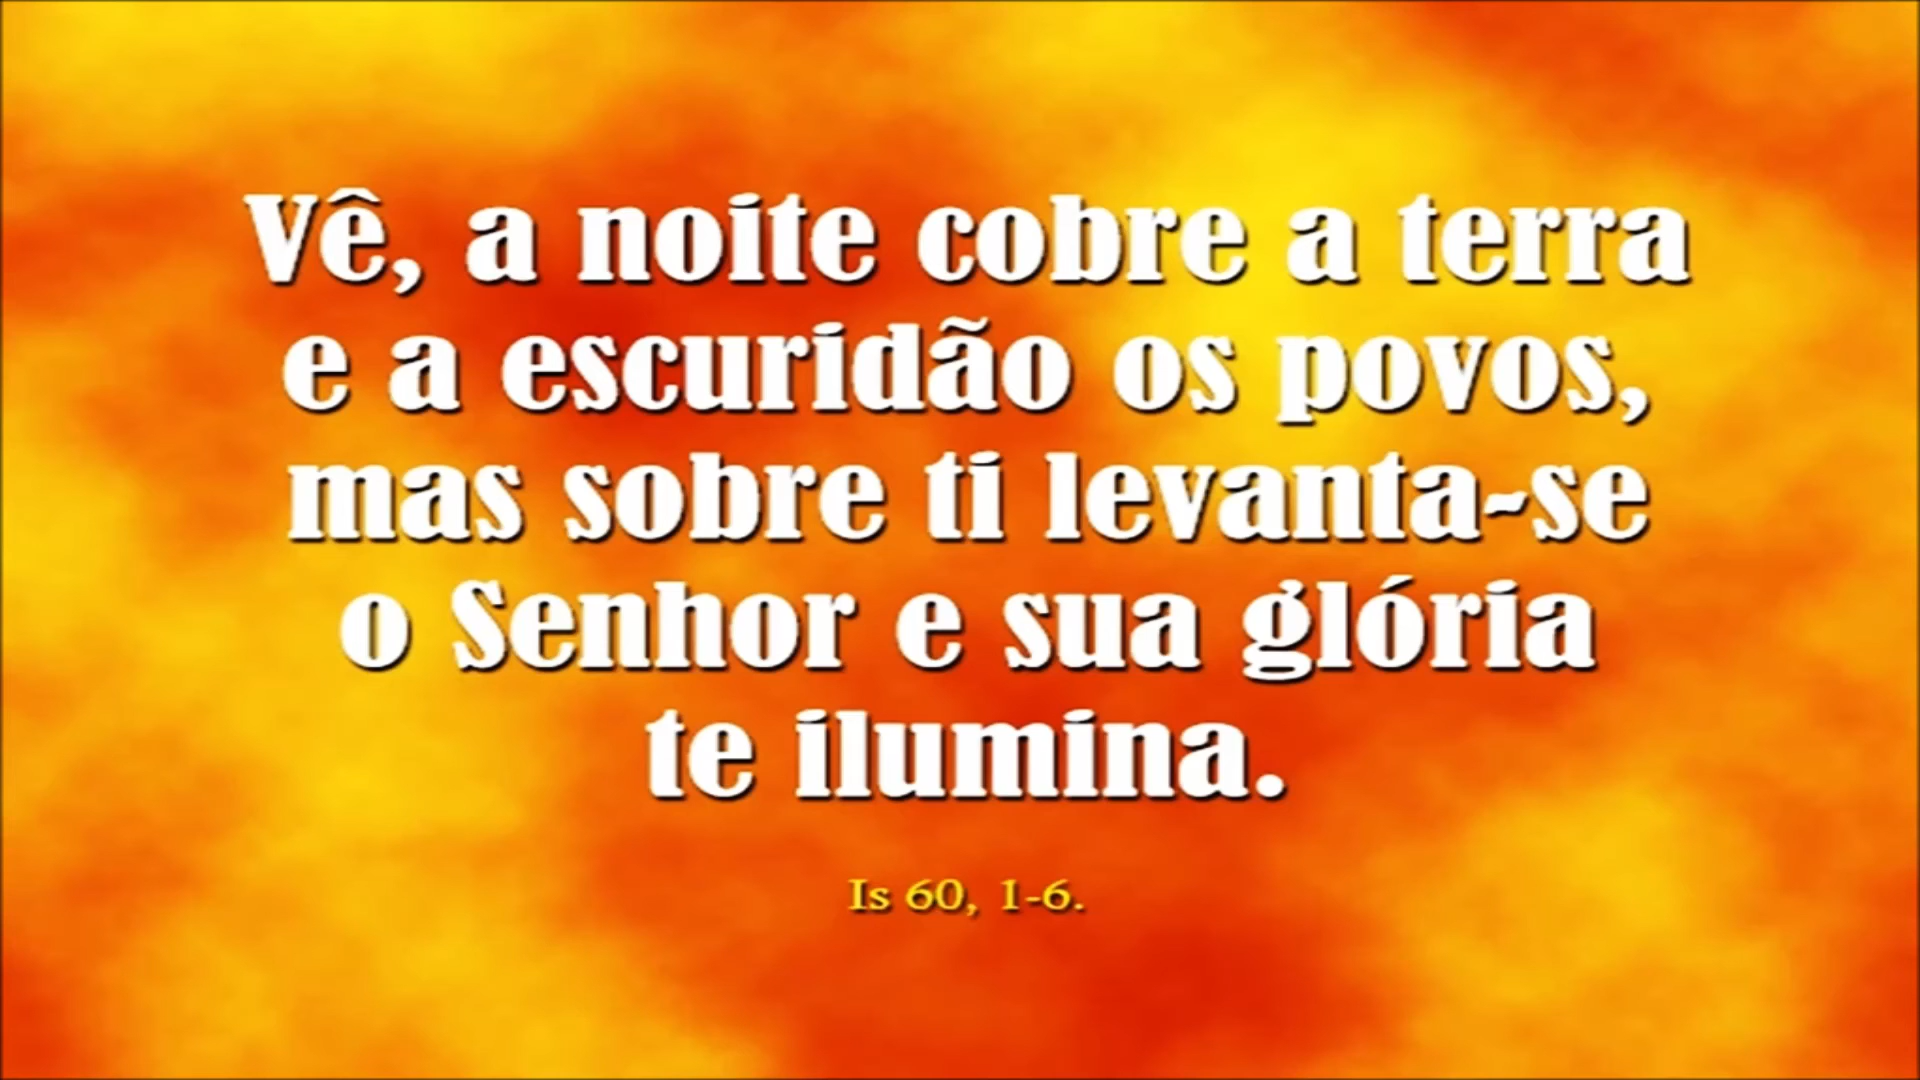 Vê, a noite cobre a terra
e a escuridão os povos,
mas sobre ti levanta-se
o Senhor e sua glória
te ilumina.
Is 60, 1-6.